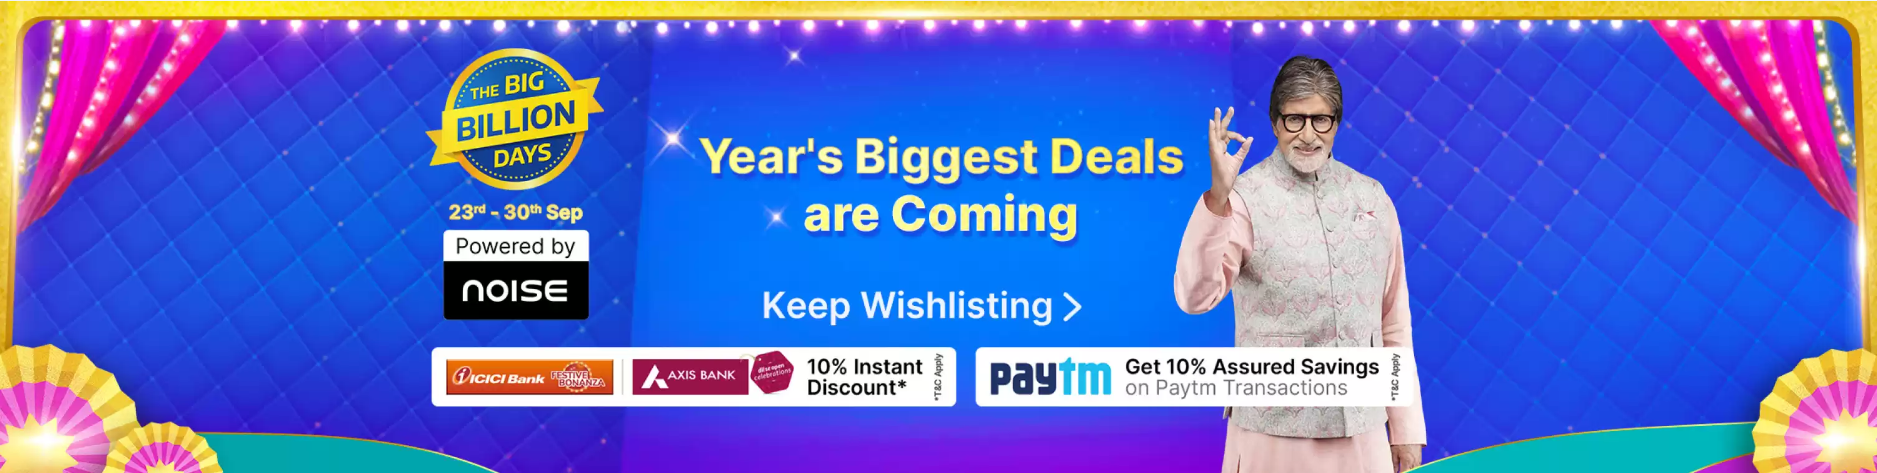 THE BIG
BILLION
DAYS
23rd - 30th Sep
Powered by
NOISE
Year's Biggest Deals
are Coming
Keep Wishlisting >
ICICI Bank
FESTIVE
BONANZA
AXIS BANK
celebrations
10% Instant
Discount*
*T&C Apply
paytm
Get 10% Assured Savings
on Paytm Transactions
*T&C Apply